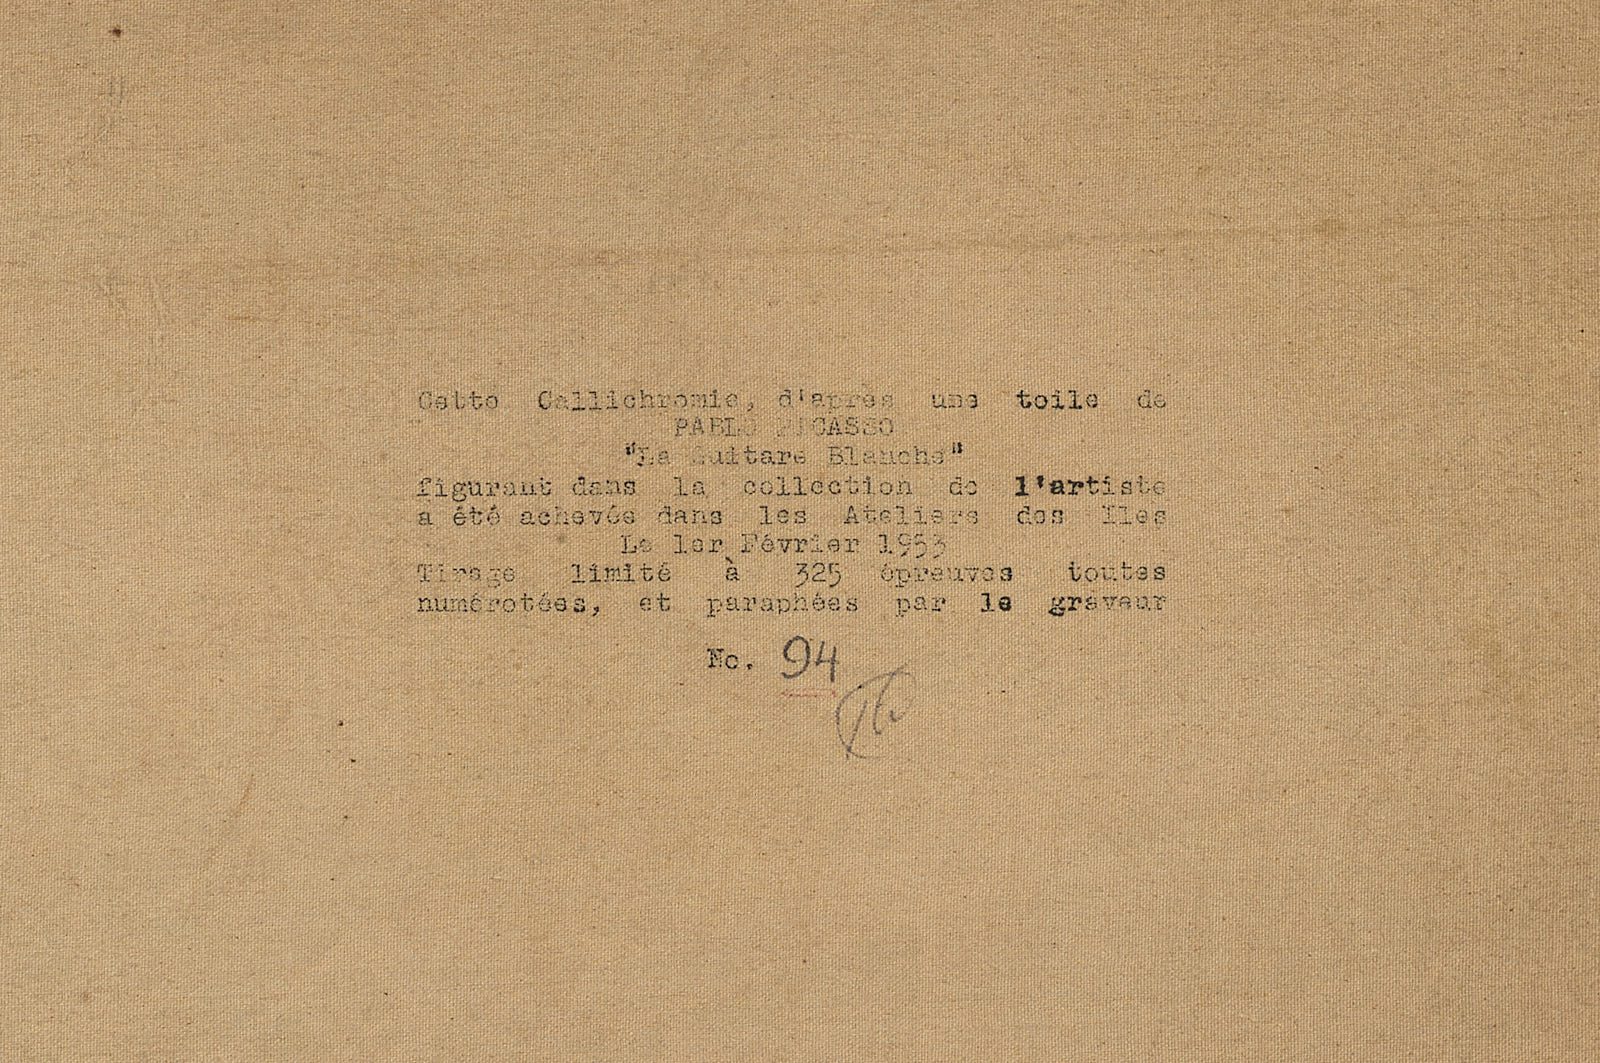 Cette Callichromie, d'après une toile de
PABLO PICASSO
"La Guitare Blanche"
figurant dans la collection de l'artiste
a été achevée dans les Ateliers des Iles
Le 1er Février 1953
Tirage limité à 325 épreuves toutes
numérotées, et paraphées par le graveur
No. 94